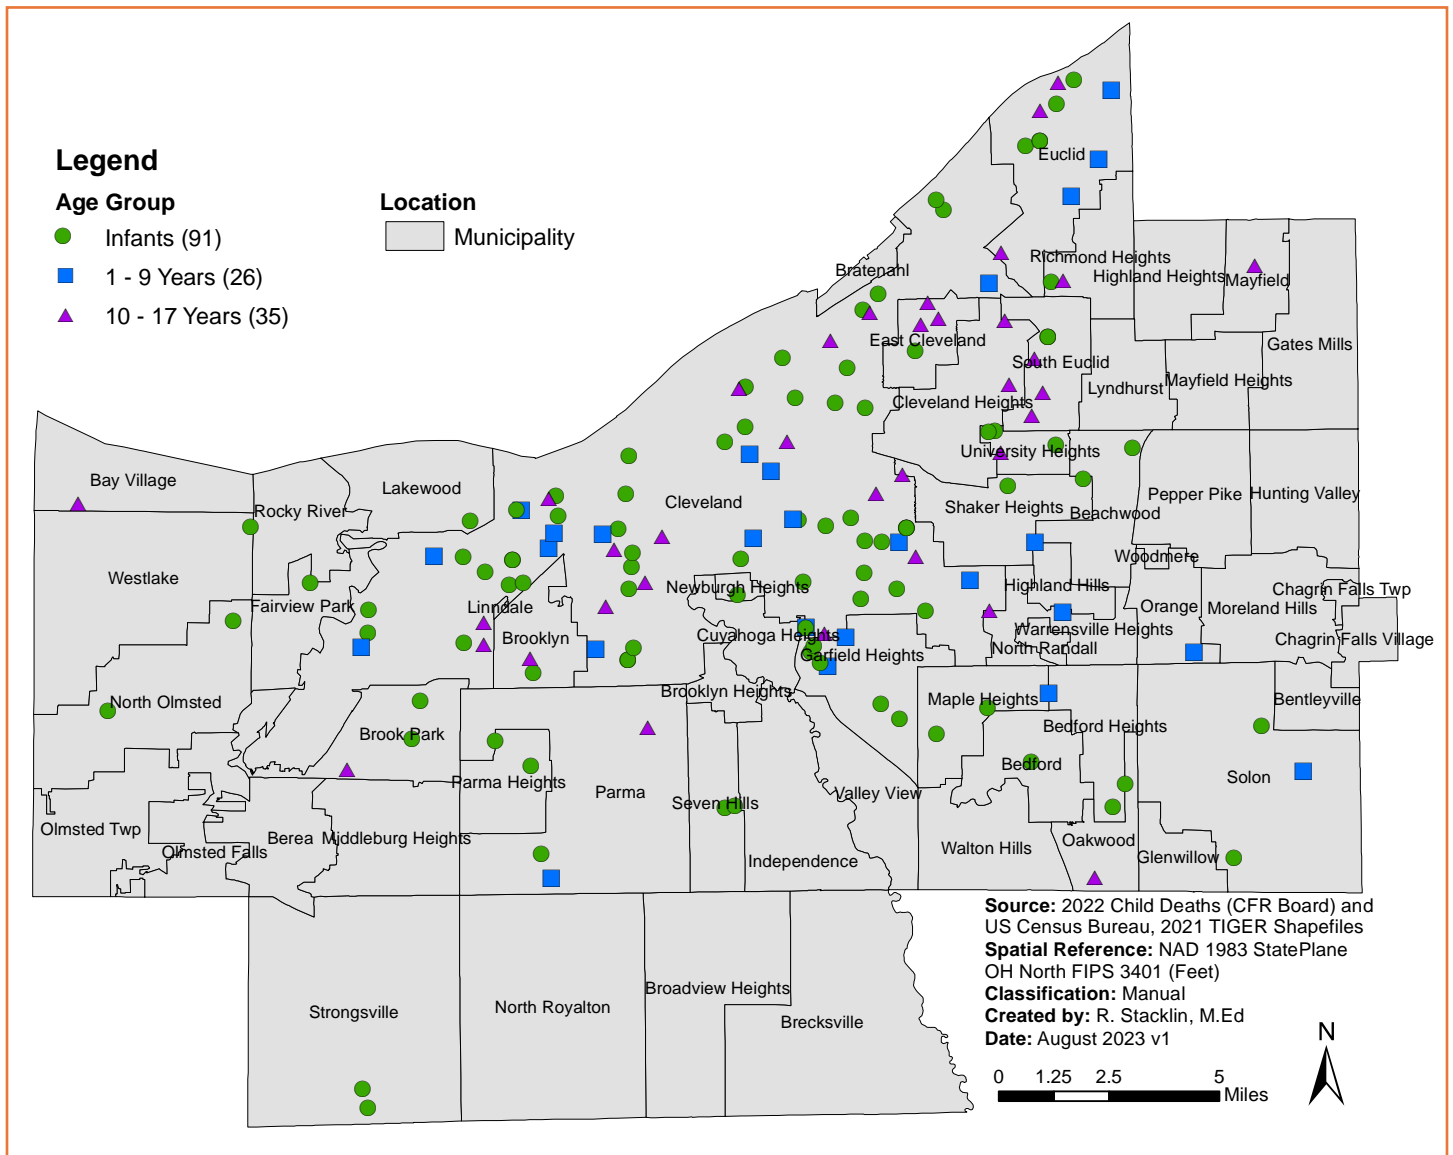 Legend
Age Group
Location
Infants (91)
Municipality
1 - 9 Years (26)
10 - 17 Years (35)
Euclid
Richmond Heights
Bratenahl
Highland Heights
Mayfield
East Cleveland
Gates Mills
South Euclid
Lyndhurst
Mayfield Heights
Cleveland Heights
University Heights
Bay Village
Lakewood
Rocky River
Cleveland
Shaker Heights
Beachwood
Pepper Pike
Hunting Valley
Westlake
Woodmere
Newburgh Heights
Highland Hills
Chagrin Falls Twp
Fairview Park
Linndale
Orange
Moreland Hills
Brooklyn
Cuyahoga Heights
Warrensville Heights
Chagrin Falls Village
Garfield Heights
North Randall
North Olmsted
Brooklyn Heights
Maple Heights
Bentleyville
Brook Park
Bedford Heights
Bedford
Parma Heights
Parma
Seven Hills
Valley View
Solon
Olmsted Twp
Olmsted Falls
Berea
Middleburg Heights
Independence
Walton Hills
Oakwood
Glenwillow
Strongsville
North Royalton
Broadview Heights
Brecksville
Source: 2022 Child Deaths (CFR Board) and
US Census Bureau, 2021 TIGER Shapefiles
Spatial Reference: NAD 1983 StatePlane
OH North FIPS 3401 (Feet)
Classification: Manual
Created by: R. Stacklin, M.Ed
Date: August 2023 v1
N
0 1.25 2.5 5
Miles